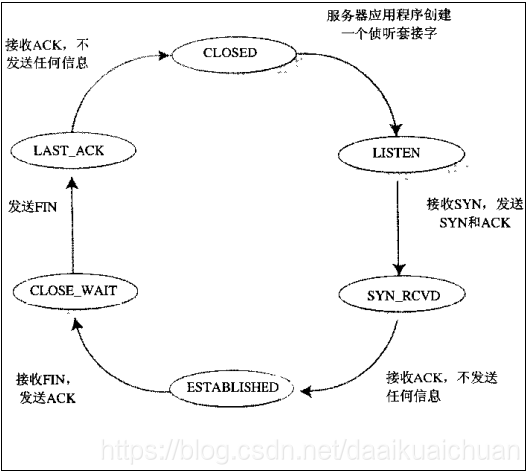 服务器应用程序创建
一个侦听套接字
接收ACK，不
发送任何信息
CLOSED
LAST_ACK
LISTEN
发送FIN
接收SYN，发送
SYN和ACK
CLOSE_WAIT
SYN_RCVD
接收FIN，
发送ACK
ESTABLISHED
接收ACK，不发送
任何信息
https://blog.csdn.net/daaikuaichuan